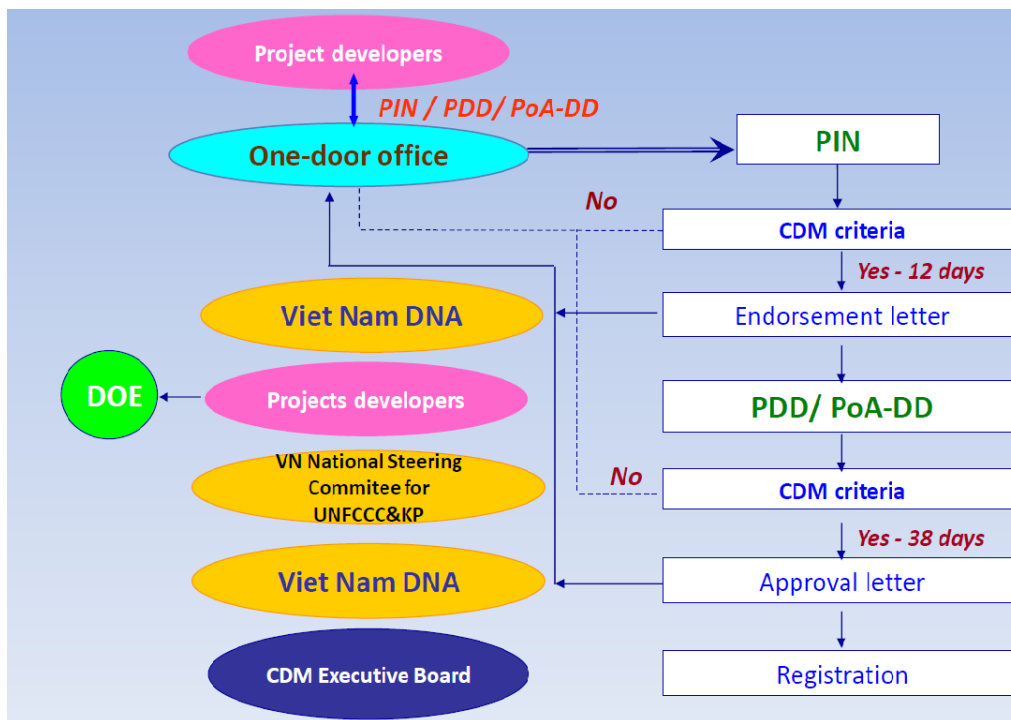 Project developers
PIN / PDD/ PoA-DD
One-door office
PIN
No
CDM criteria
Yes - 12 days
Viet Nam DNA
Endorsement letter
DOE
Projects developers
PDD/ PoA-DD
VN National Steering
Commitee for
UNFCCC&KP
No
CDM criteria
Yes - 38 days
Viet Nam DNA
Approval letter
CDM Executive Board
Registration